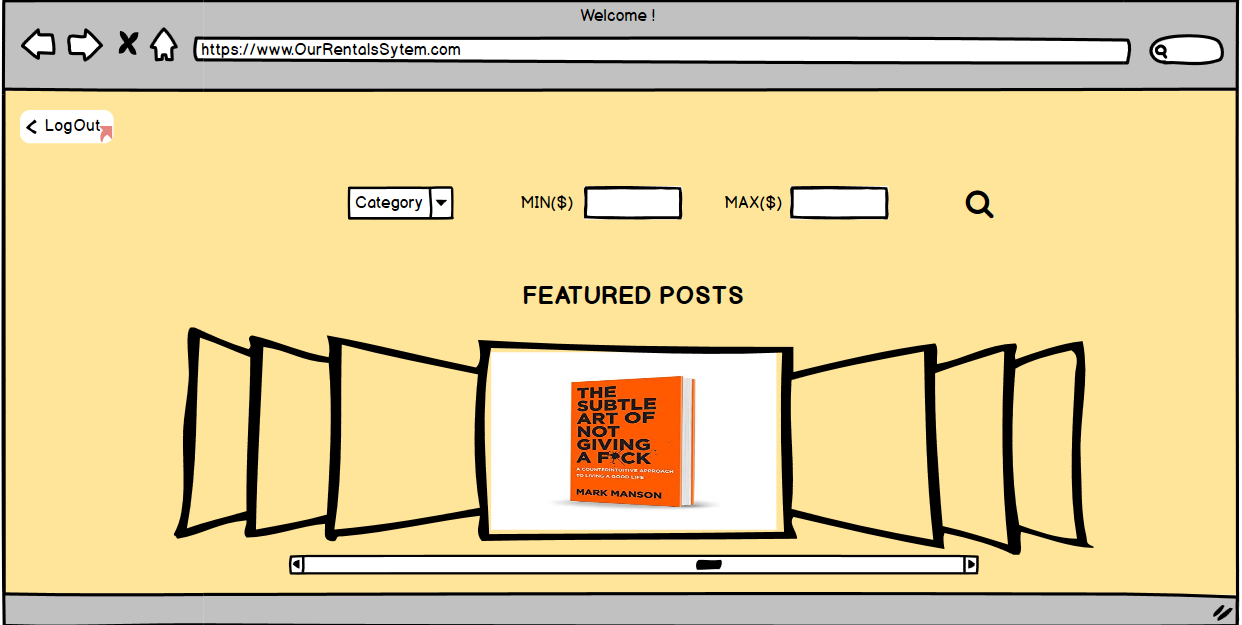 Welcome !
https://www.OurRentalsSytem.com
LogOut
Category
MIN($)
MAX($)
FEATURED POSTS
THE
SUBTLE
ART OF
NOT
GIVING
A F*CK
A COUNTERINTUITIVE APPROACH
TO LIVING A GOOD LIFE
MARK MANSON